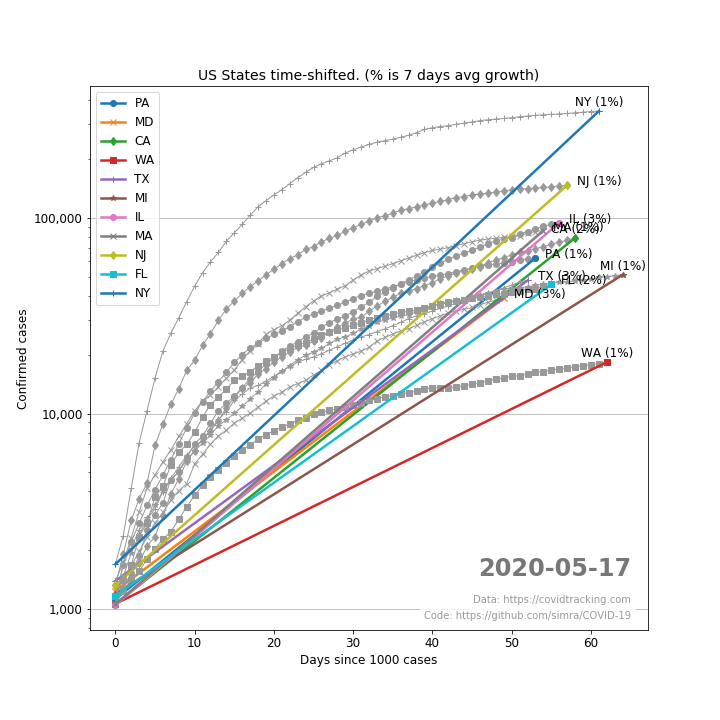 US States time-shifted. (% is 7 days avg growth)
PA
MD
CA
WA
TX
MI
IL
MA
NJ
FL
NY
NY (1%)
NJ (1%)
IL (3%)
MA (1%)
CA (2%)
PA (1%)
MI (1%)
TX (3%)
FL (2%)
MD (3%)
WA (1%)
100,000
10,000
1,000
Confirmed cases
2020-05-17
Data: https://covidtracking.com
Code: https://github.com/simra/COVID-19
0 10 20 30 40 50 60
Days since 1000 cases